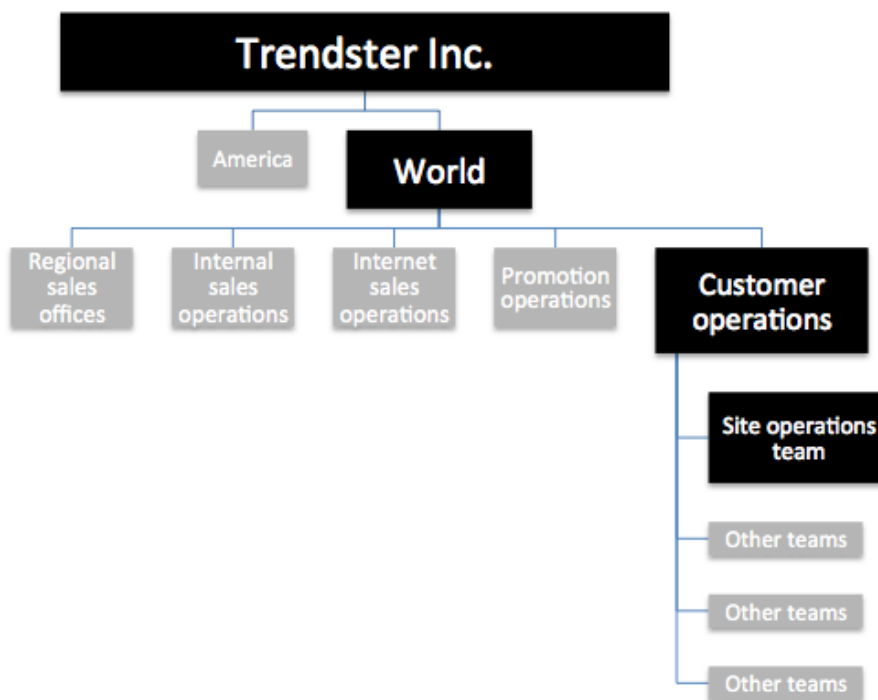 Trendster Inc.
America
World
Regional
sales
offices
Internal
sales
operations
Internet
sales
operations
Promotion
operations
Customer
operations
Site operations
team
Other teams
Other teams
Other teams